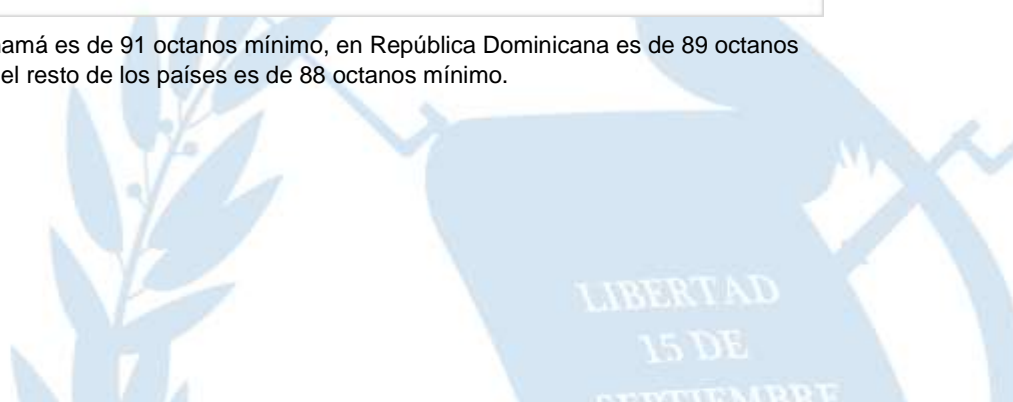 amá es de 91 octanos mínimo, en República Dominicana es de 89 octanos
el resto de los países es de 88 octanos mínimo.
LIBERTAD
15 DE
SEPTIEMBRE